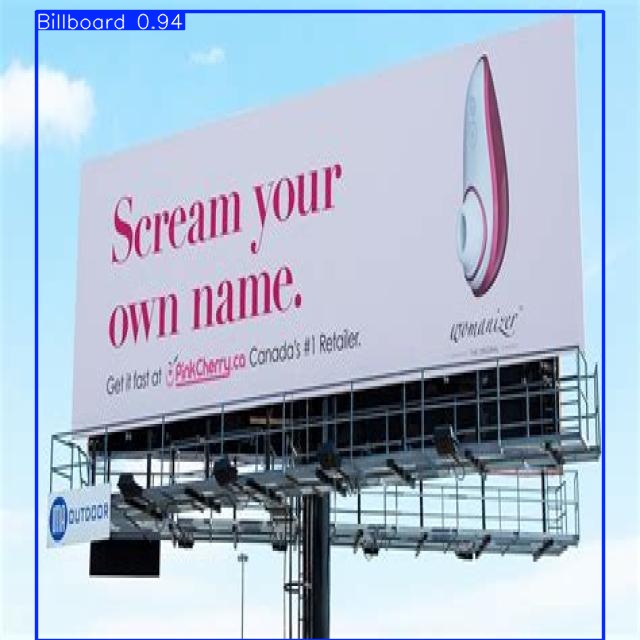 Billboard 0.94
Scream your
own name.
Get it fast at PinkCherry.ca Canada's #1 Retailer.
womanizer
OUTDOOR